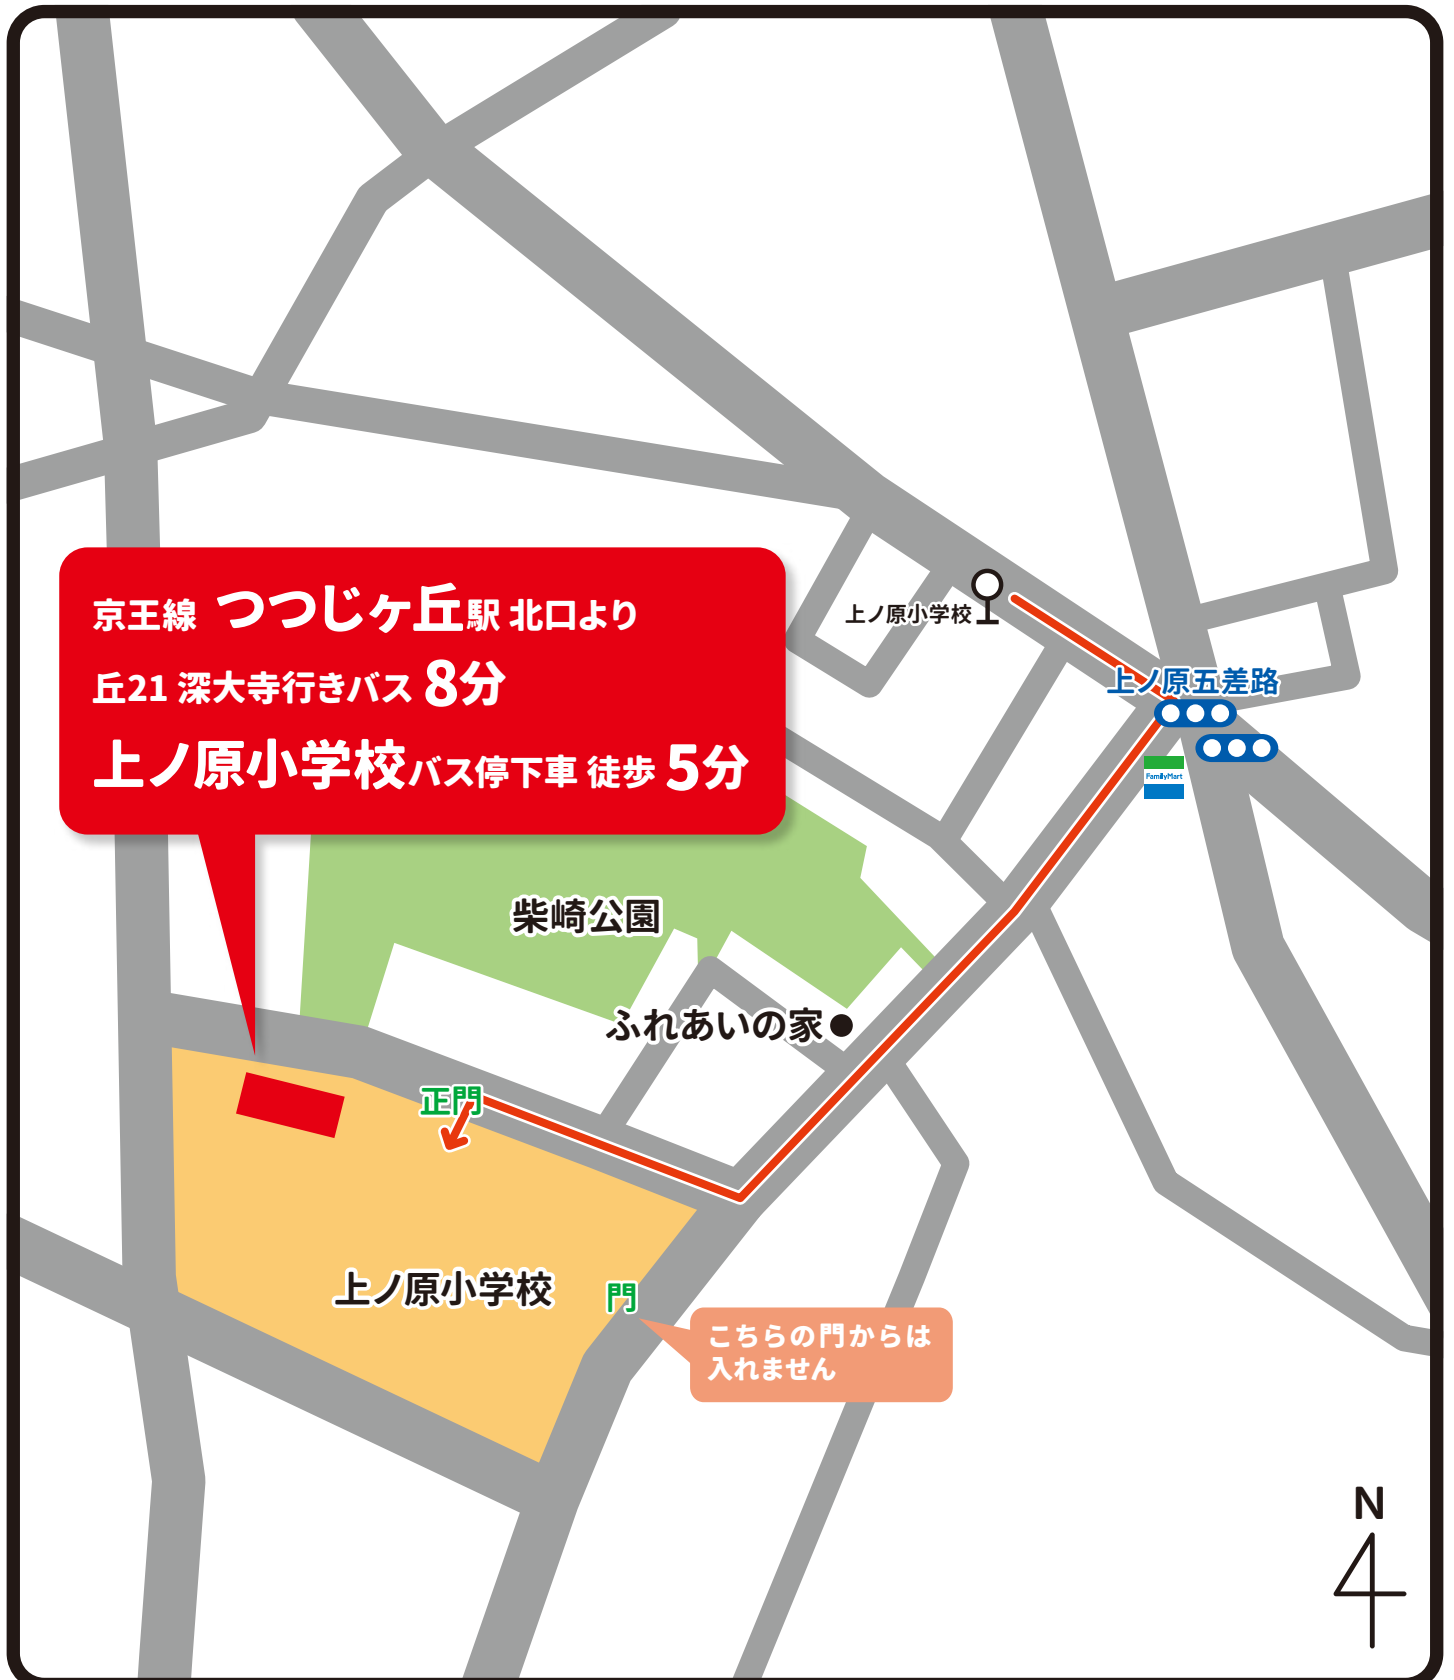 京王線 つつじヶ丘駅 北口より
丘21 深大寺行きバス 8分
上ノ原小学校バス停下車 徒歩 5分
上ノ原小学校
上ノ原五差路
FamilyMart
柴崎公園
ふれあいの家
正門
上ノ原小学校
門
こちらの門からは
入れません
N